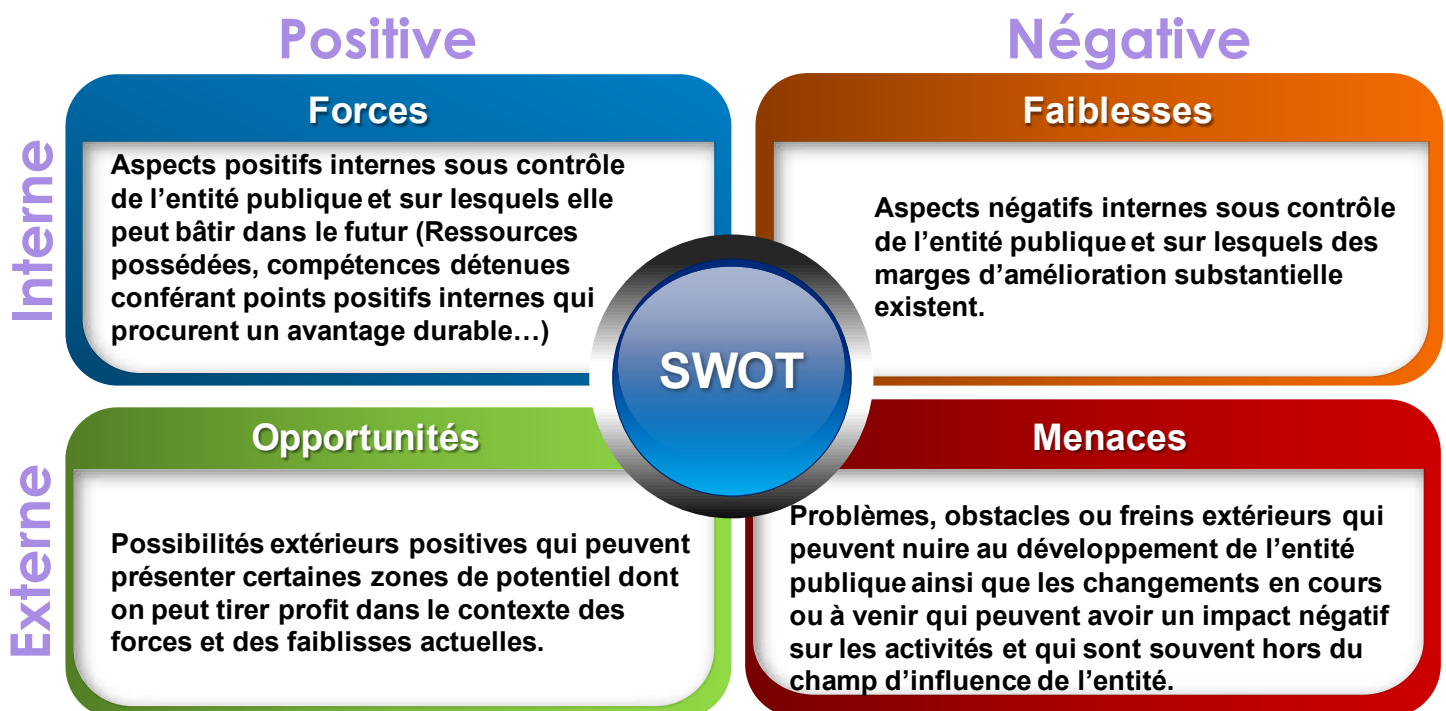 Positive
Négative
Interne
Forces
Aspects positifs internes sous contrôle
de l’entité publique et sur lesquels elle
peut bâtir dans le futur (Ressources
possédées, compétences détenues
conférant points positifs internes qui
procurent un avantage durable…)
Faiblesses
Aspects négatifs internes sous contrôle
de l’entité publique et sur lesquels des
marges d’amélioration substantielle
existent.
SWOT
Externe
Opportunités
Possibilités extérieurs positives qui peuvent
présenter certaines zones de potentiel dont
on peut tirer profit dans le contexte des
forces et des faiblisses actuelles.
Menaces
Problèmes, obstacles ou freins extérieurs qui
peuvent nuire au développement de l’entité
publique ainsi que les changements en cours
ou à venir qui peuvent avoir un impact négatif
sur les activités et qui sont souvent hors du
champ d’influence de l’entité.